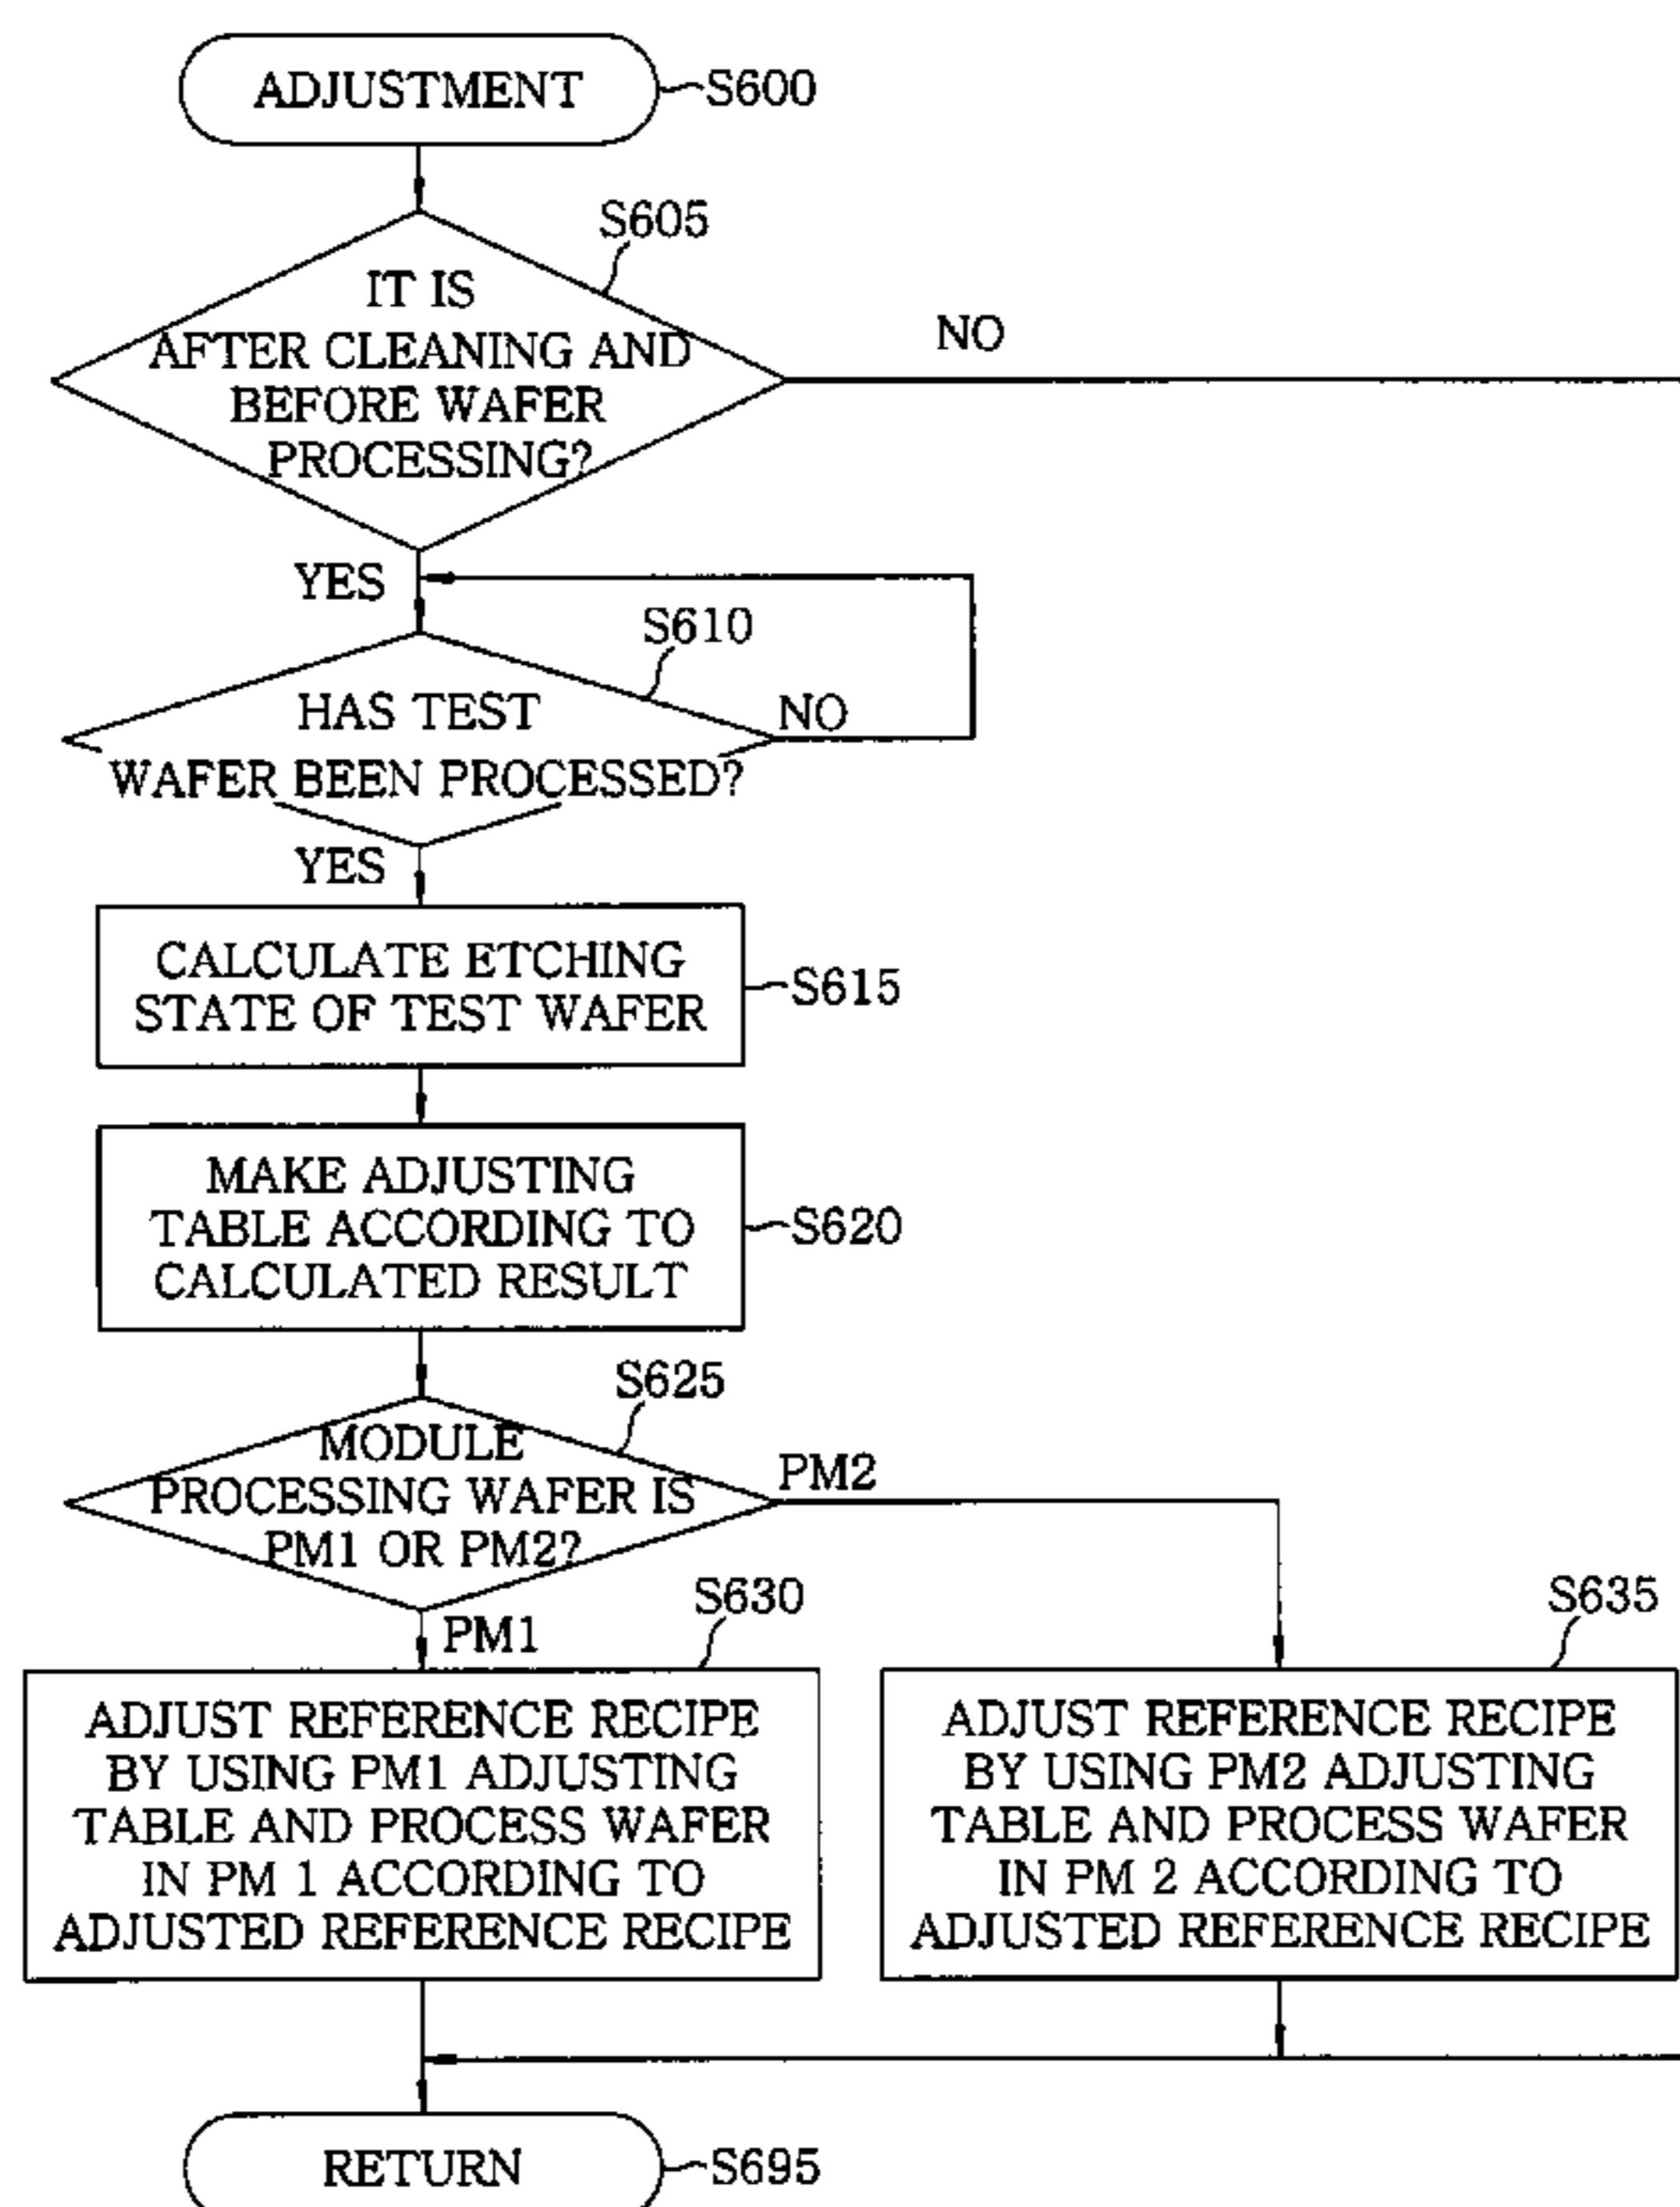 ADJUSTMENT
S600
S605
IT IS
AFTER CLEANING AND
BEFORE WAFER
PROCESSING?
NO
YES
S610
HAS TEST
WAFER BEEN PROCESSED?
NO
YES
CALCULATE ETCHING
STATE OF TEST WAFER
S615
MAKE ADJUSTING
TABLE ACCORDING TO
CALCULATED RESULT
S620
S625
MODULE
PROCESSING WAFER IS
PM1 OR PM2?
PM2
PM1
S630
ADJUST REFERENCE RECIPE
BY USING PM1 ADJUSTING
TABLE AND PROCESS WAFER
IN PM 1 ACCORDING TO
ADJUSTED REFERENCE RECIPE
S635
ADJUST REFERENCE RECIPE
BY USING PM2 ADJUSTING
TABLE AND PROCESS WAFER
IN PM 2 ACCORDING TO
ADJUSTED REFERENCE RECIPE
RETURN
S695